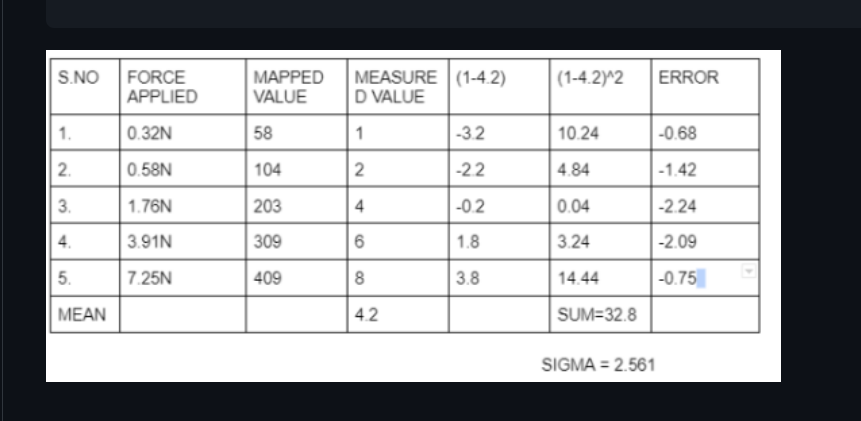 S.NO FORCE APPLIED MAPPED VALUE MEASURE D VALUE (1-4.2) (1-4.2)^2 ERROR
1. 0.32N 58 1 -3.2 10.24 -0.68
2. 0.58N 104 2 -2.2 4.84 -1.42
3. 1.76N 203 4 -0.2 0.04 -2.24
4. 3.91N 309 6 1.8 3.24 -2.09
5. 7.25N 409 8 3.8 14.44 -0.75
MEAN 4.2 SUM=32.8
SIGMA = 2.561